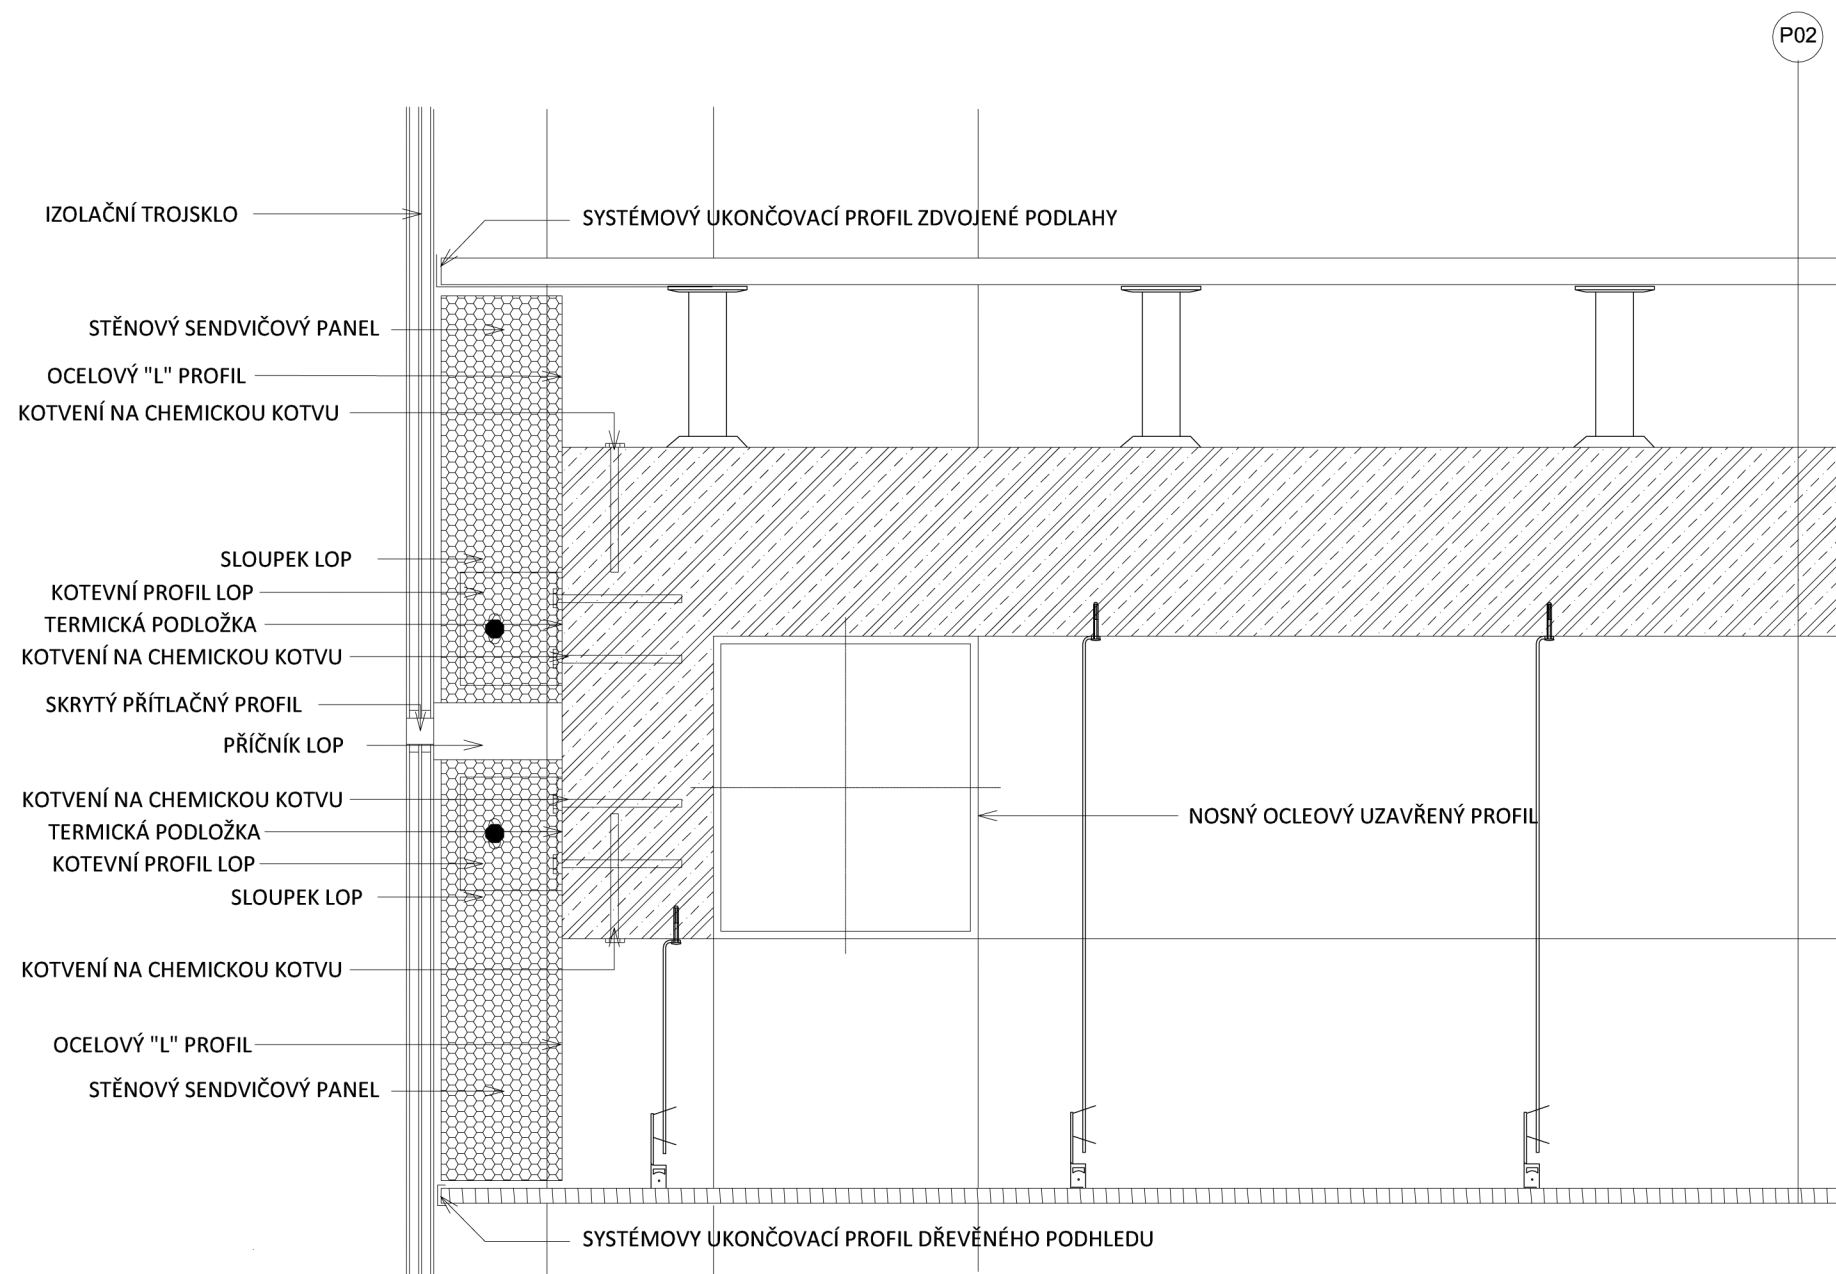 P02
IZOLAČNÍ TROJSKLO
SYSTÉMOVÝ UKONČOVACÍ PROFIL ZDVOJENÉ PODLAHY
STĚNOVÝ SENDVIČOVÝ PANEL
OCELOVÝ "L" PROFIL
KOTVENÍ NA CHEMICKOU KOTVU
SLOUPEK LOP
KOTEVNÍ PROFIL LOP
TERMICKÁ PODLOŽKA
KOTVENÍ NA CHEMICKOU KOTVU
SKRYTÝ PŘÍTLAČNÝ PROFIL
PŘÍČNÍK LOP
KOTVENÍ NA CHEMICKOU KOTVU
NOSNÝ OCLEOVÝ UZAVŘENÝ PROFIL
TERMICKÁ PODLOŽKA
KOTEVNÍ PROFIL LOP
SLOUPEK LOP
KOTVENÍ NA CHEMICKOU KOTVU
OCELOVÝ "L" PROFIL
STĚNOVÝ SENDVIČOVÝ PANEL
SYSTÉMOVY UKONČOVACÍ PROFIL DŘEVĚNÉHO PODHLEDU